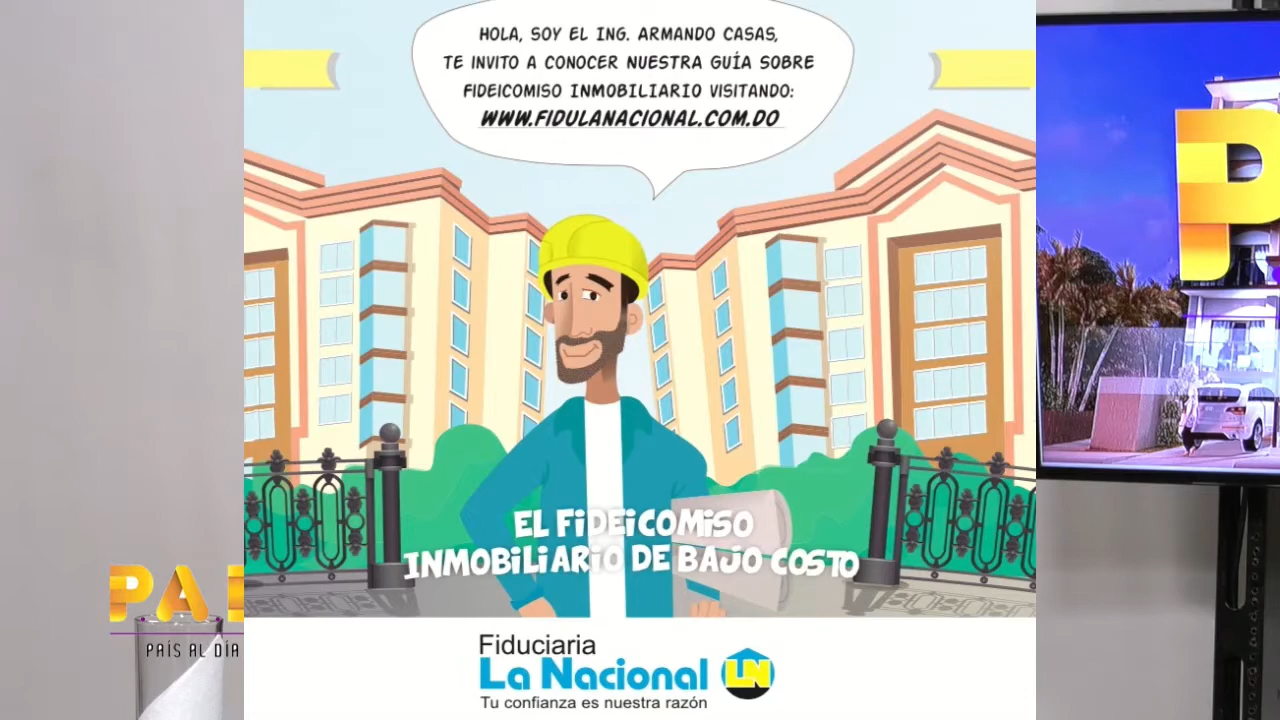 HOLA, SOY EL ING. ARMANDO CASAS,
TE INVITO A CONOCER NUESTRA GUÍA SOBRE
FIDEICOMISO INMOBILIARIO VISITANDO:
WWW.FIDULANACIONAL.COM.DO
EL FIDEICOMISO
INMOBILIARIO DE BAJO COSTO
PA
PAÍS AL DÍA
P
Fiduciaria
La Nacional LN
Tu confianza es nuestra razón